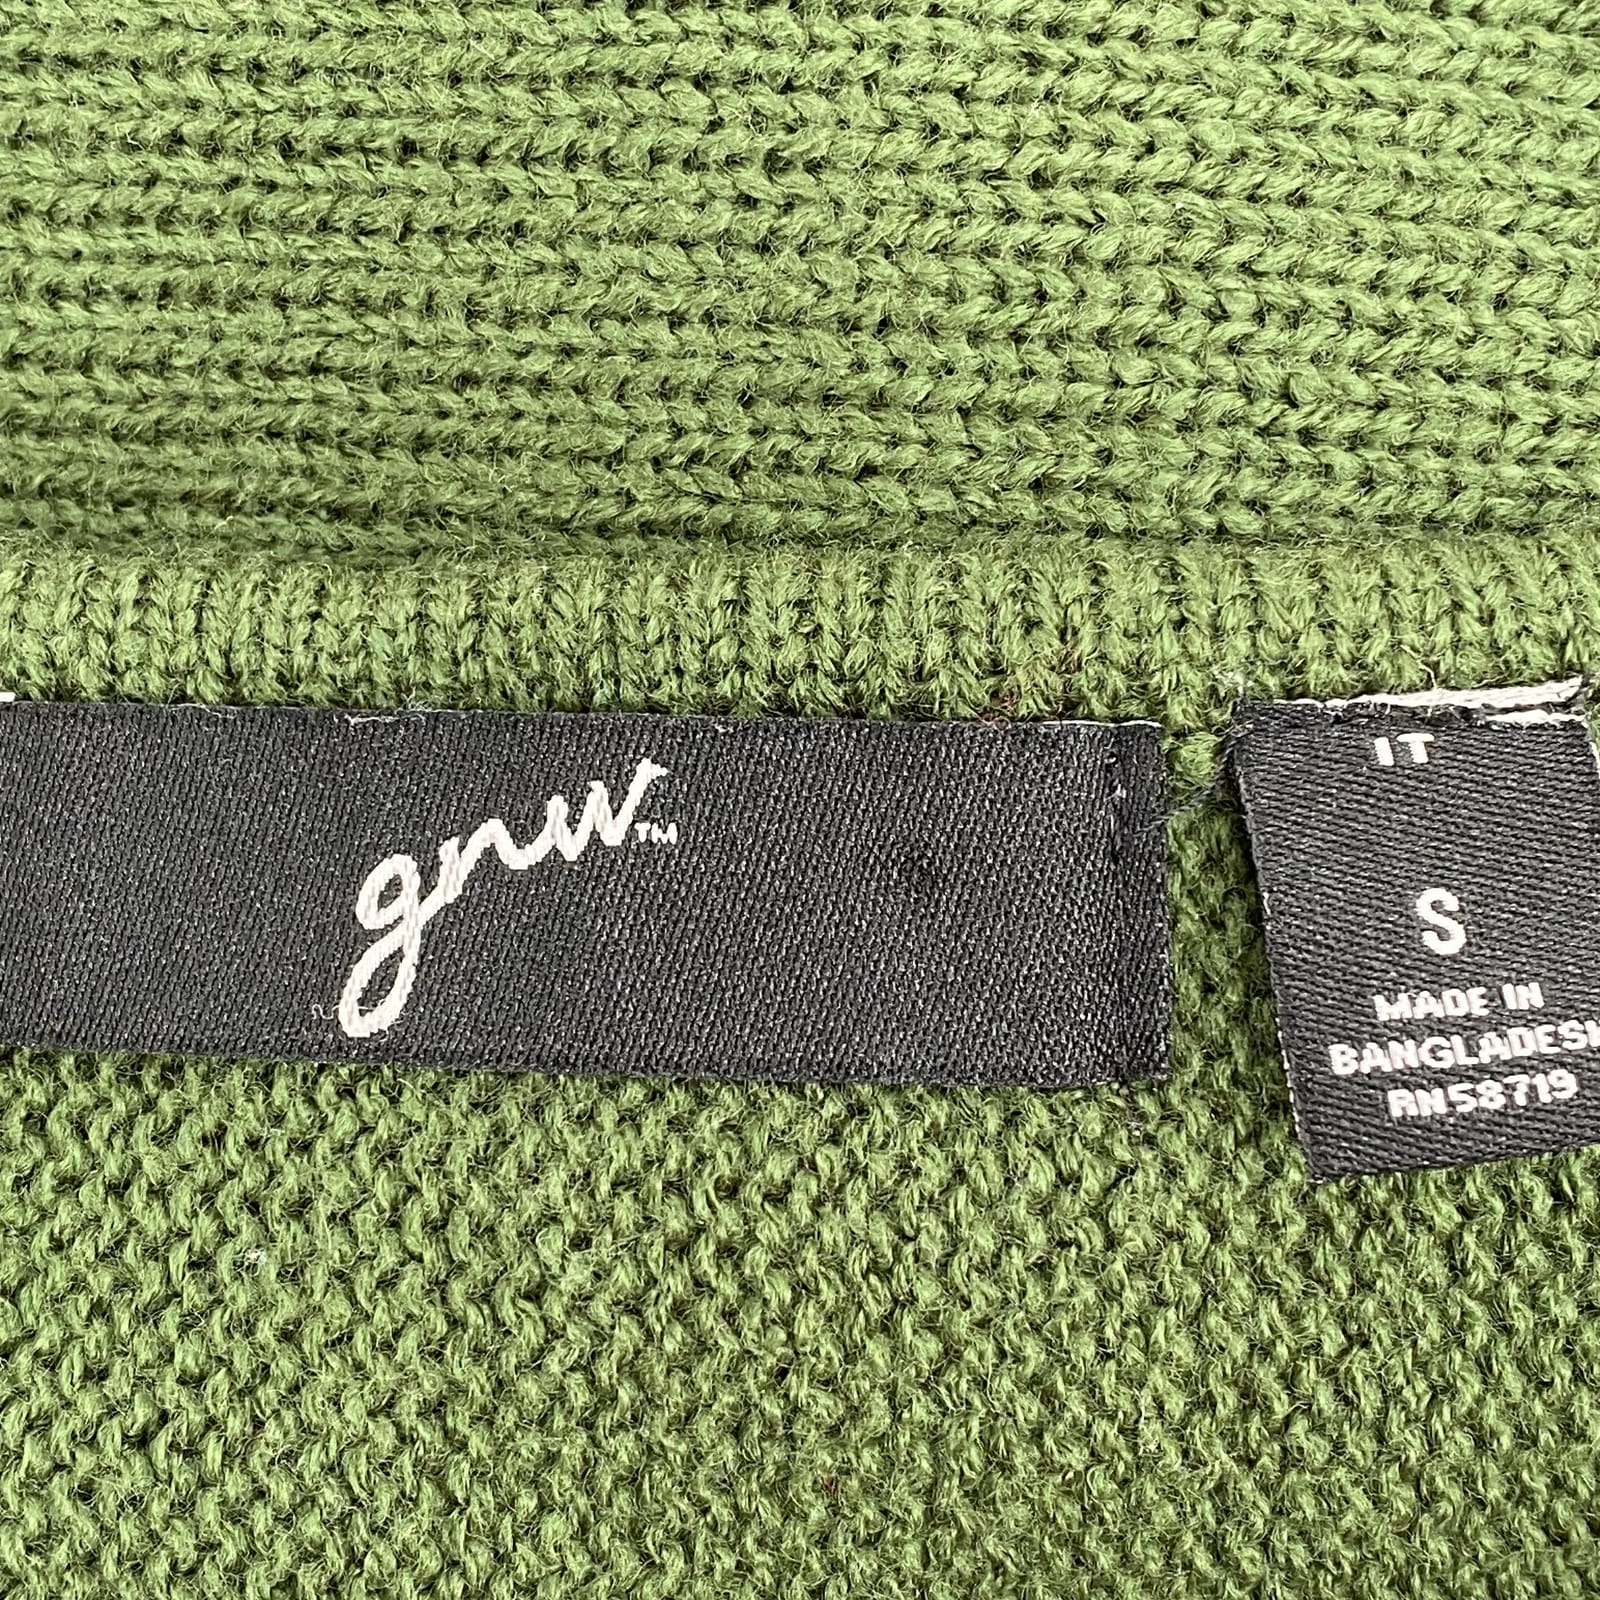 gnw™
IT
S
MADE IN
BANGLADESH
RN58719